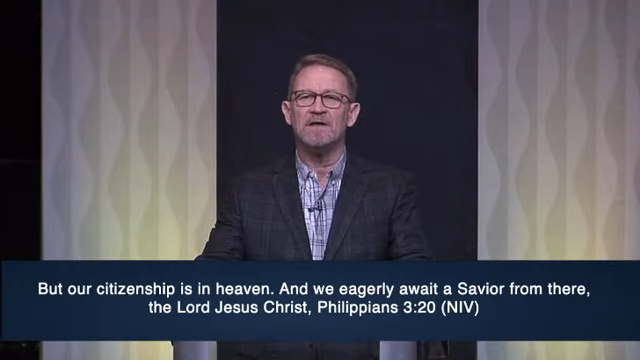 But our citizenship is in heaven. And we eagerly await a Savior from there,
the Lord Jesus Christ, Philippians 3:20 (NIV)